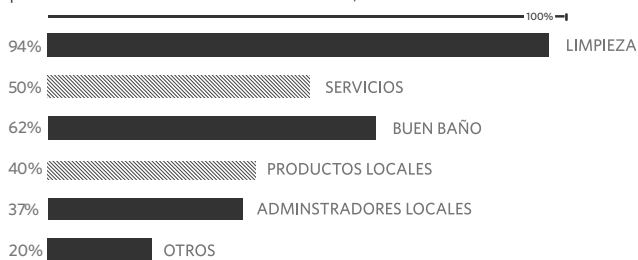 100%
94% LIMPIEZA
50% SERVICIOS
62% BUEN BAÑO
40% PRODUCTOS LOCALES
37% ADMINSTRADORES LOCALES
20% OTROS